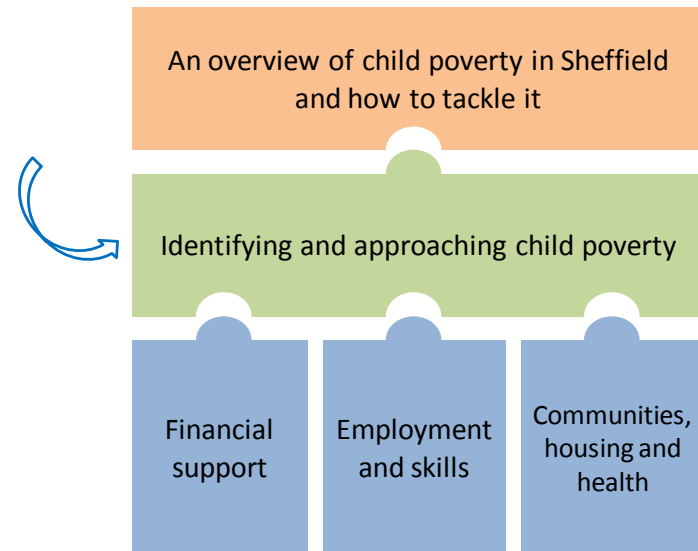 An overview of child poverty in Sheffield
and how to tackle it
Identifying and approaching child poverty
Financial
support
Employment
and skills
Communities,
housing and
health